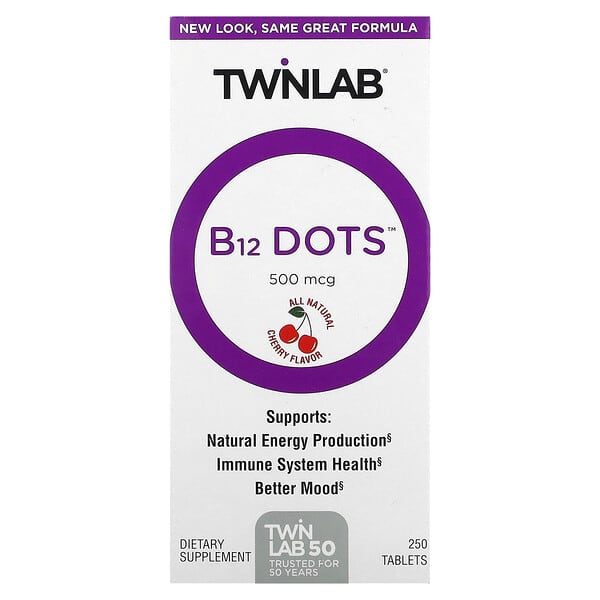 NEW LOOK, SAME GREAT FORMULA
TWINLAB®
B12 DOTS™
500 mcg
ALL NATURAL
CHERRY FLAVOR
Supports:
Natural Energy Production§
Immune System Health§
Better Mood§
DIETARY
SUPPLEMENT
TWIN
LAB 50
TRUSTED FOR
50 YEARS
250
TABLETS